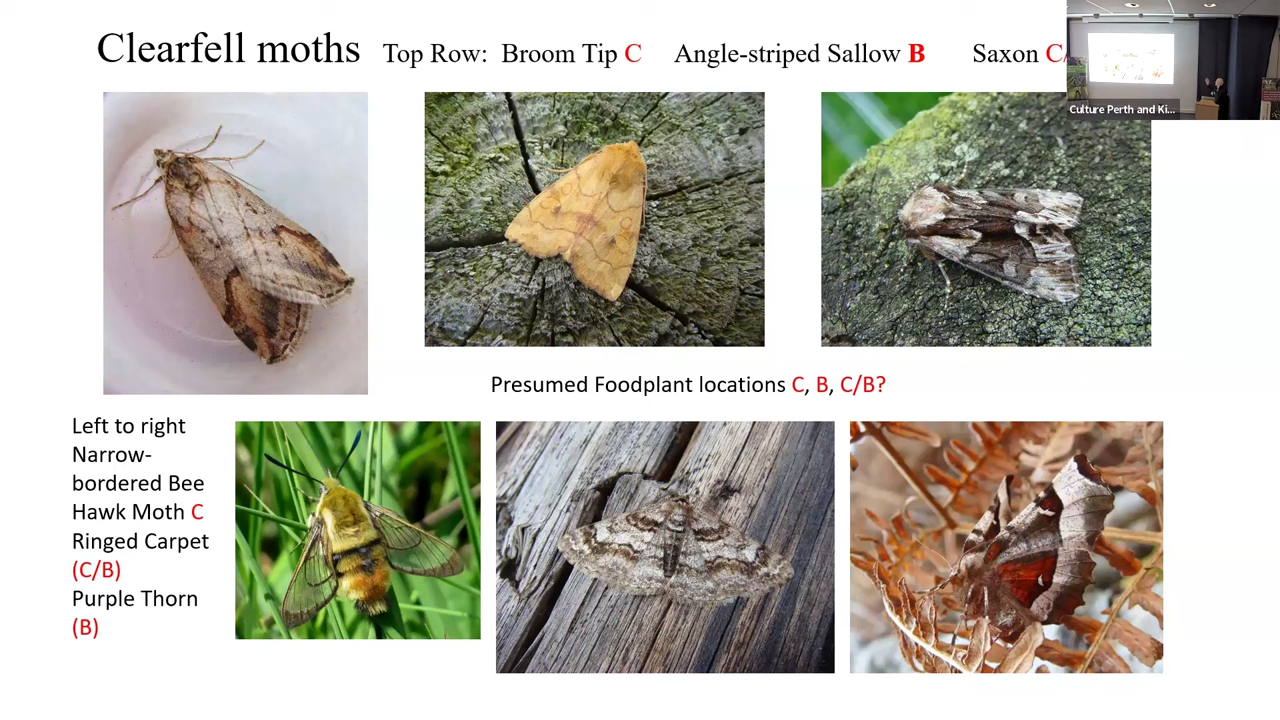 Clearfell moths Top Row: Broom Tip C Angle-striped Sallow B Saxon C/
Culture Perth and Ki...
Presumed Foodplant locations C, B, C/B?
Left to right
Narrow-
bordered Bee
Hawk Moth C
Ringed Carpet
(C/B)
Purple Thorn
(B)